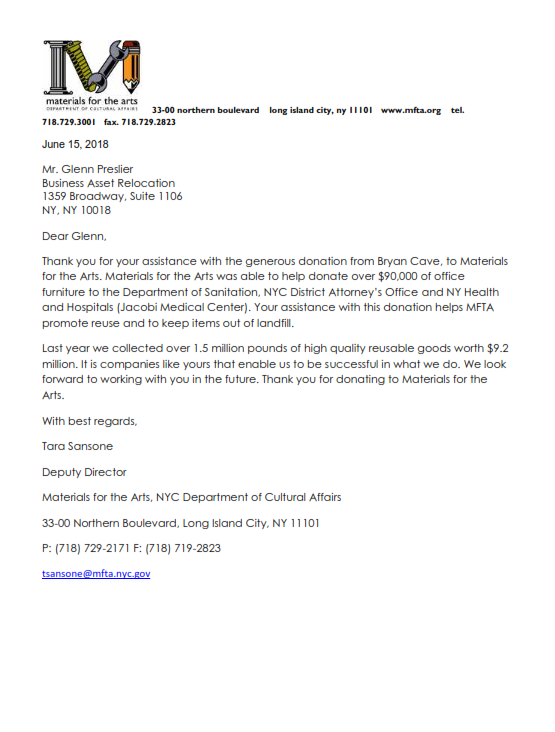 materials for the arts
DEPARTMENT OF CULTURAL AFFAIRS
33-00 northern boulevard long island city, ny 11101 www.mfta.org tel.
718.729.3001 fax. 718.729.2823
June 15, 2018
Mr. Glenn Preslier
Business Asset Relocation
1359 Broadway, Suite 1106
NY, NY 10018
Dear Glenn,
Thank you for your assistance with the generous donation from Bryan Cave, to Materials
for the Arts. Materials for the Arts was able to help donate over $90,000 of office
furniture to the Department of Sanitation, NYC District Attorney's Office and NY Health
and Hospitals (Jacobi Medical Center). Your assistance with this donation helps MFTA
promote reuse and to keep items out of landfill.
Last year we collected over 1.5 million pounds of high quality reusable goods worth $9.2
million. It is companies like yours that enable us to be successful in what we do. We look
forward to working with you in the future. Thank you for donating to Materials for the
Arts.
With best regards,
Tara Sansone
Deputy Director
Materials for the Arts, NYC Department of Cultural Affairs
33-00 Northern Boulevard, Long Island City, NY 11101
P: (718) 729-2171 F: (718) 719-2823
tsansone@mfta.nyc.gov